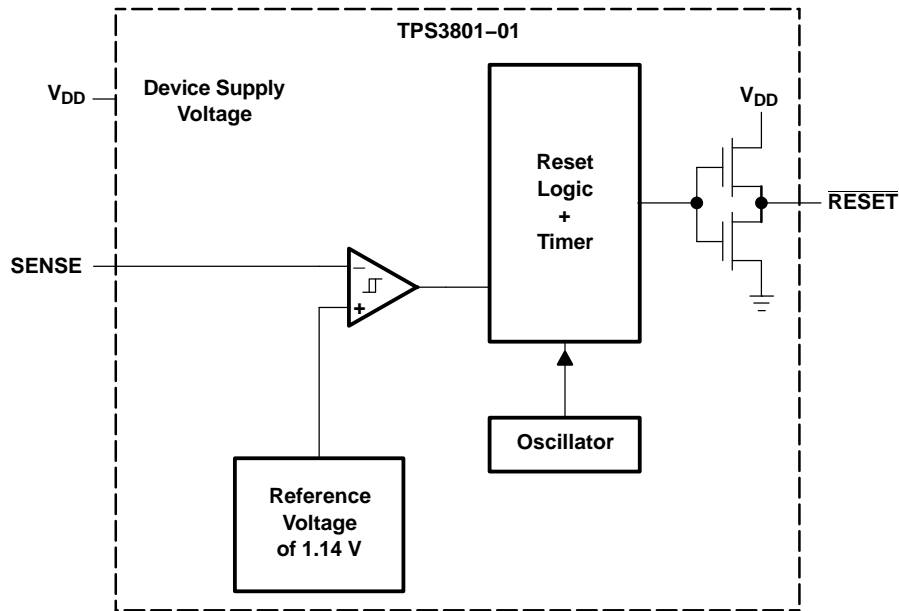 TPS3801–01
VDD
Device Supply
Voltage
VDD
Reset
Logic
+
Timer
RESET
SENSE
–
+
Oscillator
Reference
Voltage
of 1.14 V